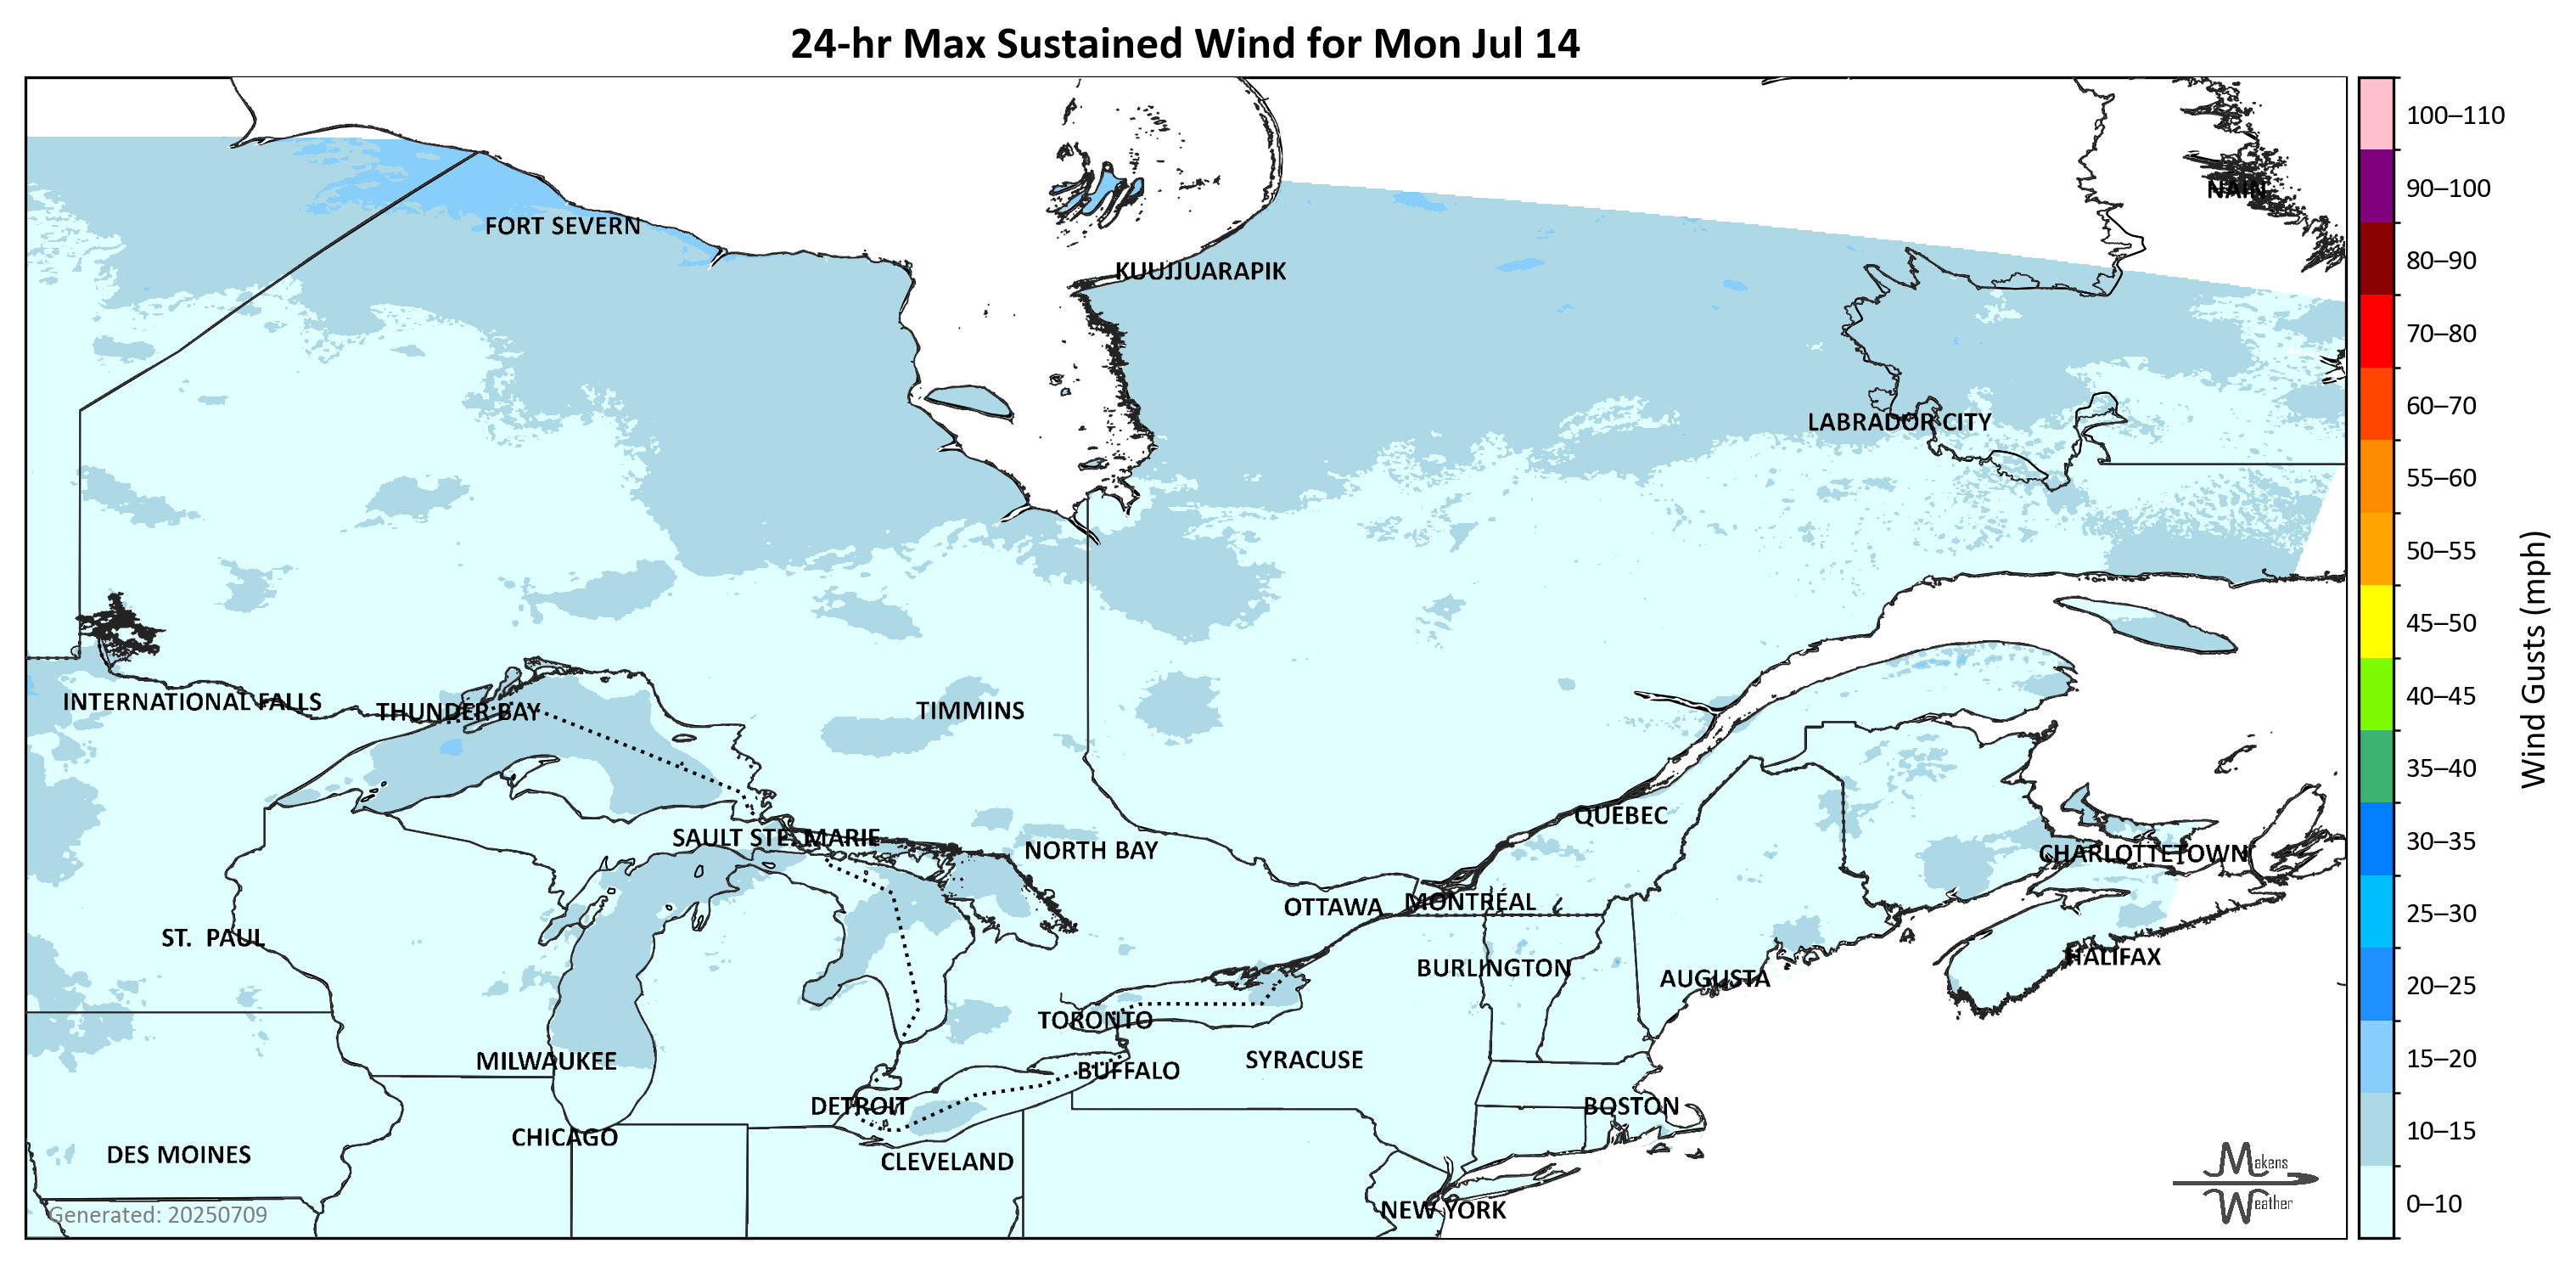 24-hr Max Sustained Wind for Mon Jul 14
100–110
90–100
80–90
70–80
60–70
55–60
50–55
45–50
40–45
35–40
30–35
25–30
20–25
15–20
10–15
0–10
Wind Gusts (mph)
NAIN
FORT SEVERN
KUUJJUARAPIK
LABRADOR CITY
INTERNATIONAL FALLS
THUNDER BAY
TIMMINS
QUÉBEC
SAULT STE. MARIE
NORTH BAY
CHARLOTTETOWN
OTTAWA
MONTRÉAL
ST. PAUL
HALIFAX
BURLINGTON
AUGUSTA
TORONTO
MILWAUKEE
SYRACUSE
BUFFALO
DETROIT
BOSTON
CHICAGO
DES MOINES
CLEVELAND
NEW YORK
Generated: 20250709
Makens
Weather